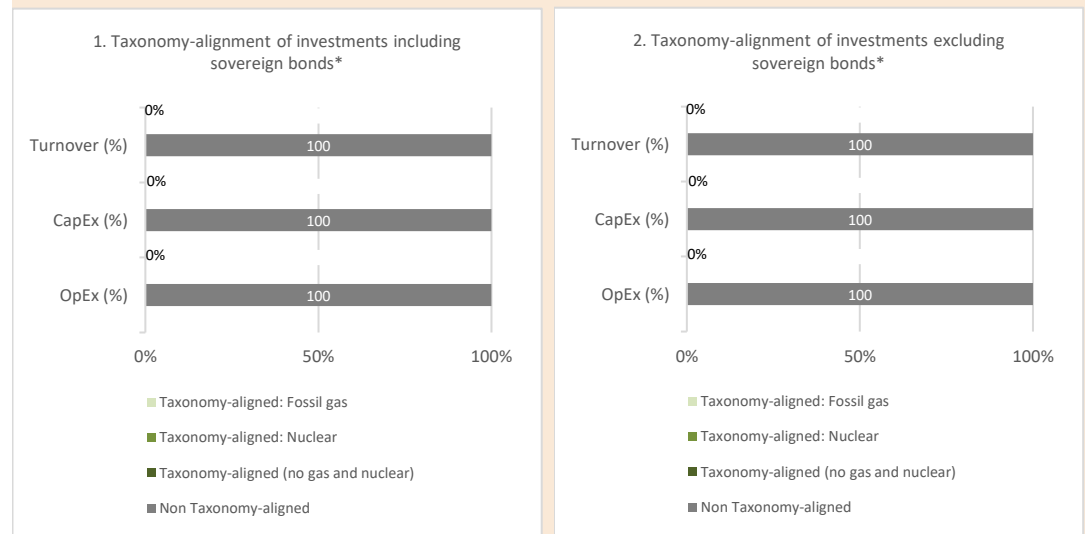 1. Taxonomy-alignment of investments including
sovereign bonds*
0%
Turnover (%)
100
0%
CapEx (%)
100
0%
OpEx (%)
100
0%
50%
100%
Taxonomy-aligned: Fossil gas
Taxonomy-aligned: Nuclear
Taxonomy-aligned (no gas and nuclear)
Non Taxonomy-aligned
2. Taxonomy-alignment of investments excluding
sovereign bonds*
0%
Turnover (%)
100
0%
CapEx (%)
100
0%
OpEx (%)
100
0%
50%
100%
Taxonomy-aligned: Fossil gas
Taxonomy-aligned: Nuclear
Taxonomy-aligned (no gas and nuclear)
Non Taxonomy-aligned